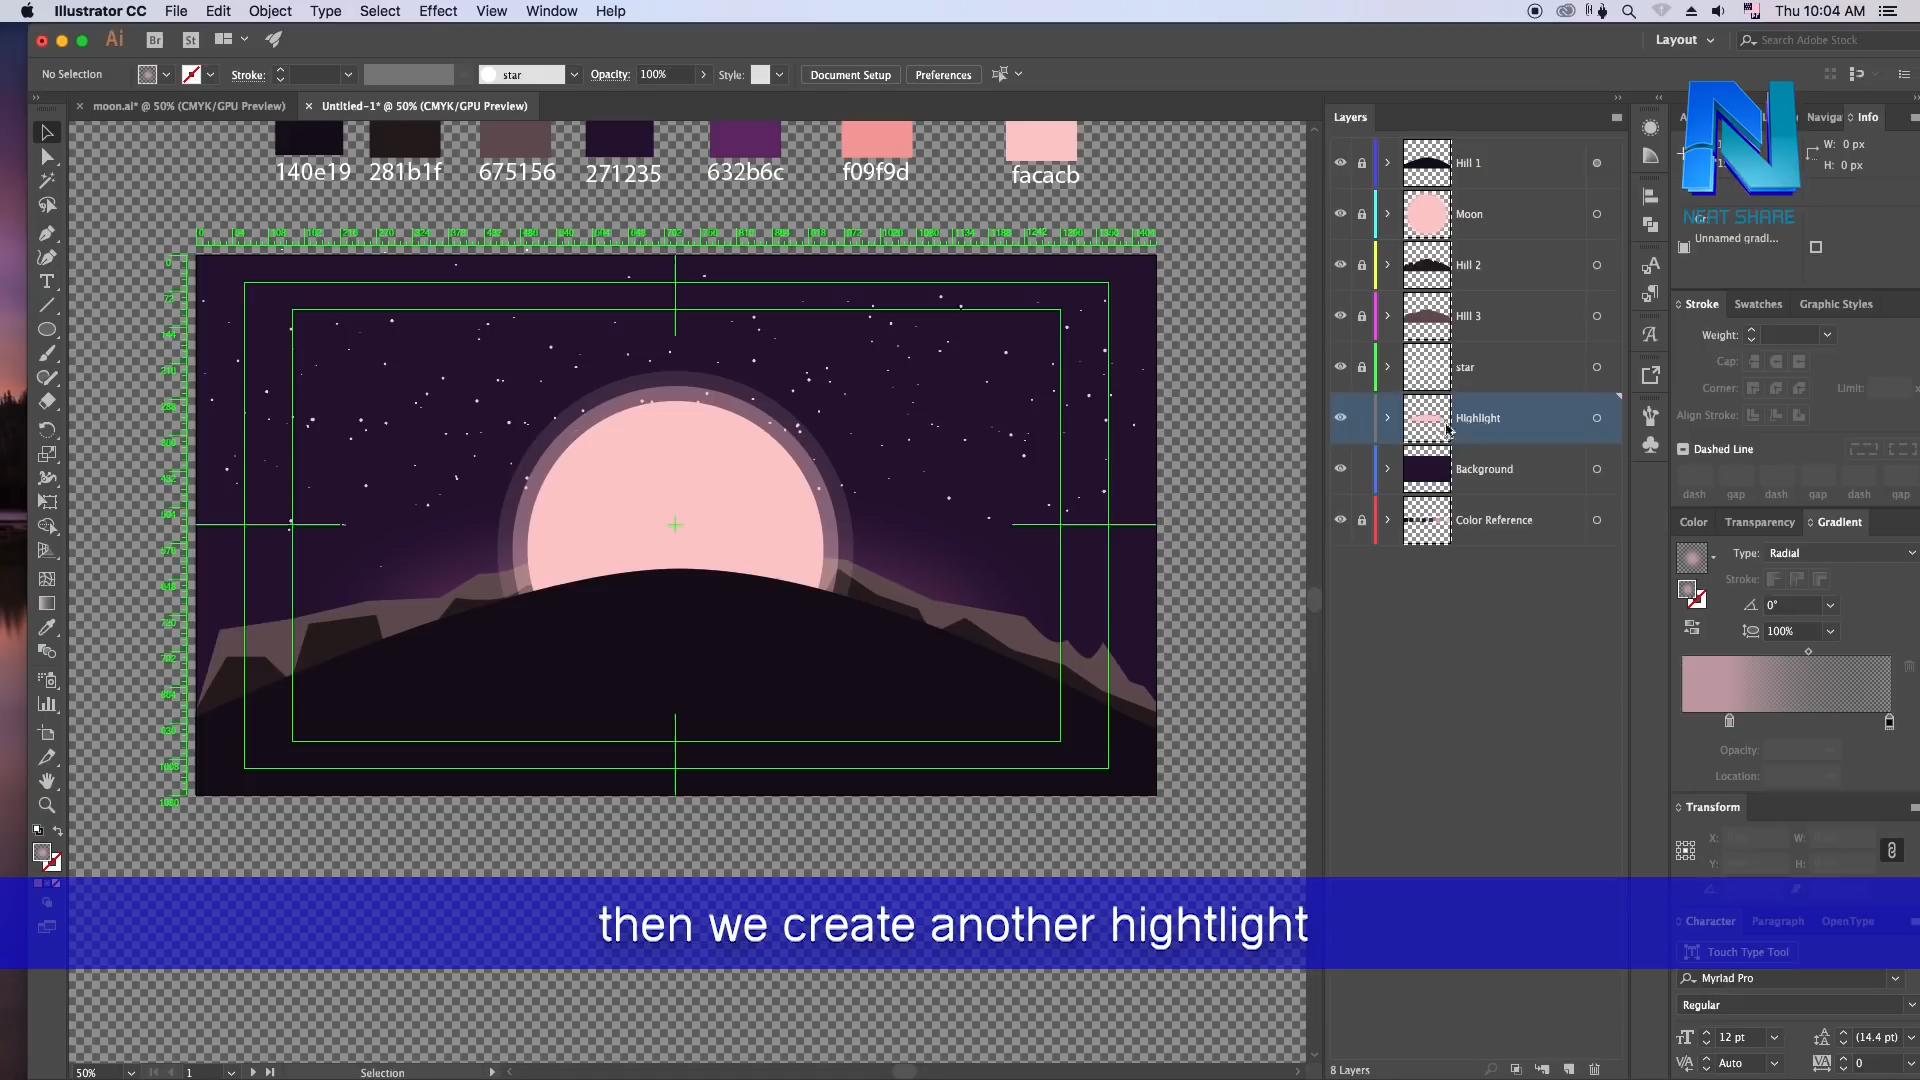 Illustrator CC File Edit Object Type Select Effect View Window Help
Thu 10:04 AM
Ai Br St
Layout
Search Adobe Stock
No Selection
Stroke:
star
Opacity: 100%
Style:
Document Setup
Preferences
moon.ai* @ 50% (CMYK/GPU Preview)
Untitled-1* @ 50% (CMYK/GPU Preview)
140e19 281b1f 675156 271235 632b6c f09f9d facacb
Layers
Hill 1
Moon
Hill 2
HIll 3
star
Highlight
Background
Color Reference
8 Layers
Naviga
Info
W: 0 px
H: 0 px
NEAT SHARE
Unnamed gradi...
Stroke Swatches Graphic Styles
Weight:
Cap:
Corner:
Limit:
Align Stroke:
Dashed Line
dash gap dash gap dash gap
Color Transparency Gradient
Type: Radial
Stroke:
0°
100%
Opacity:
Location:
Transform
X: W:
Y: H:
Character Paragraph OpenType
Touch Type Tool
Myriad Pro
Regular
12 pt (14.4 pt)
Auto 0
then we create another hightlight
50% 1 Selection